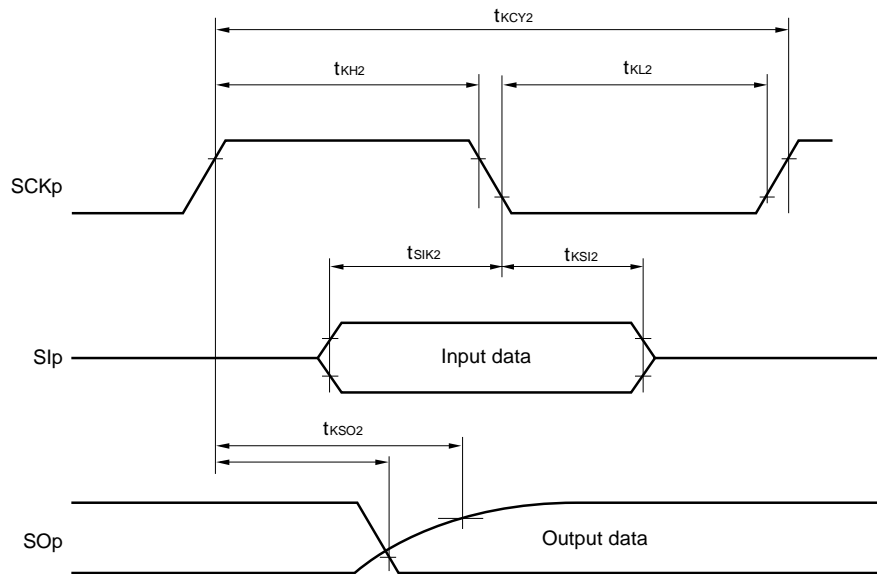 tKCY2
tKH2
tKL2
SCKp
tSIK2
tKSI2
SIp
Input data
tKSO2
SOp
Output data